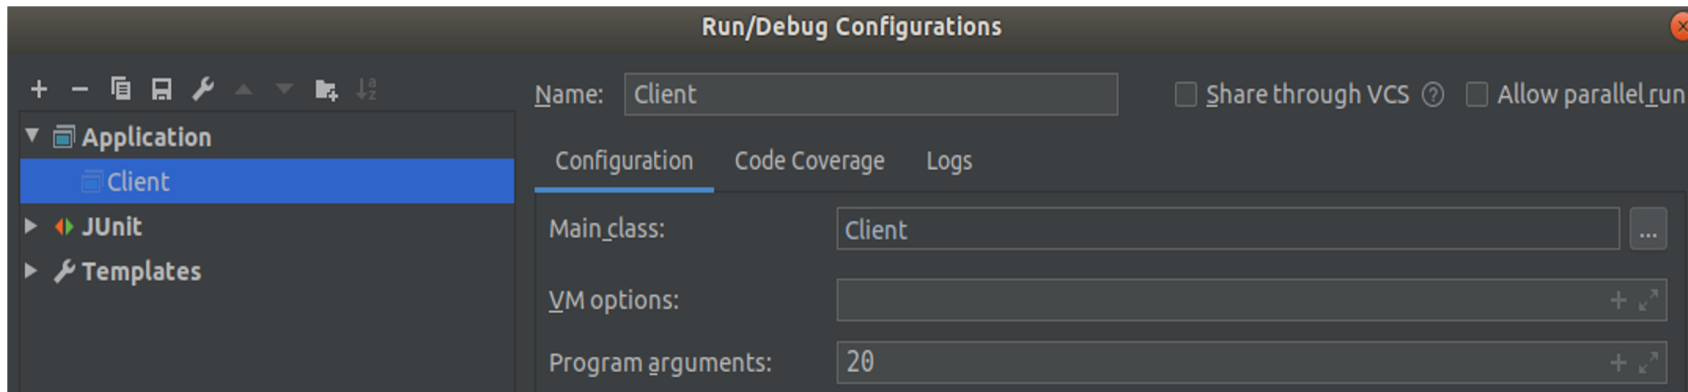 Run/Debug Configurations
Name: Client Share through VCS ? Allow parallel run
Application
Client
JUnit
Templates
Configuration Code Coverage Logs
Main class: Client ...
VM options:
Program arguments: 20